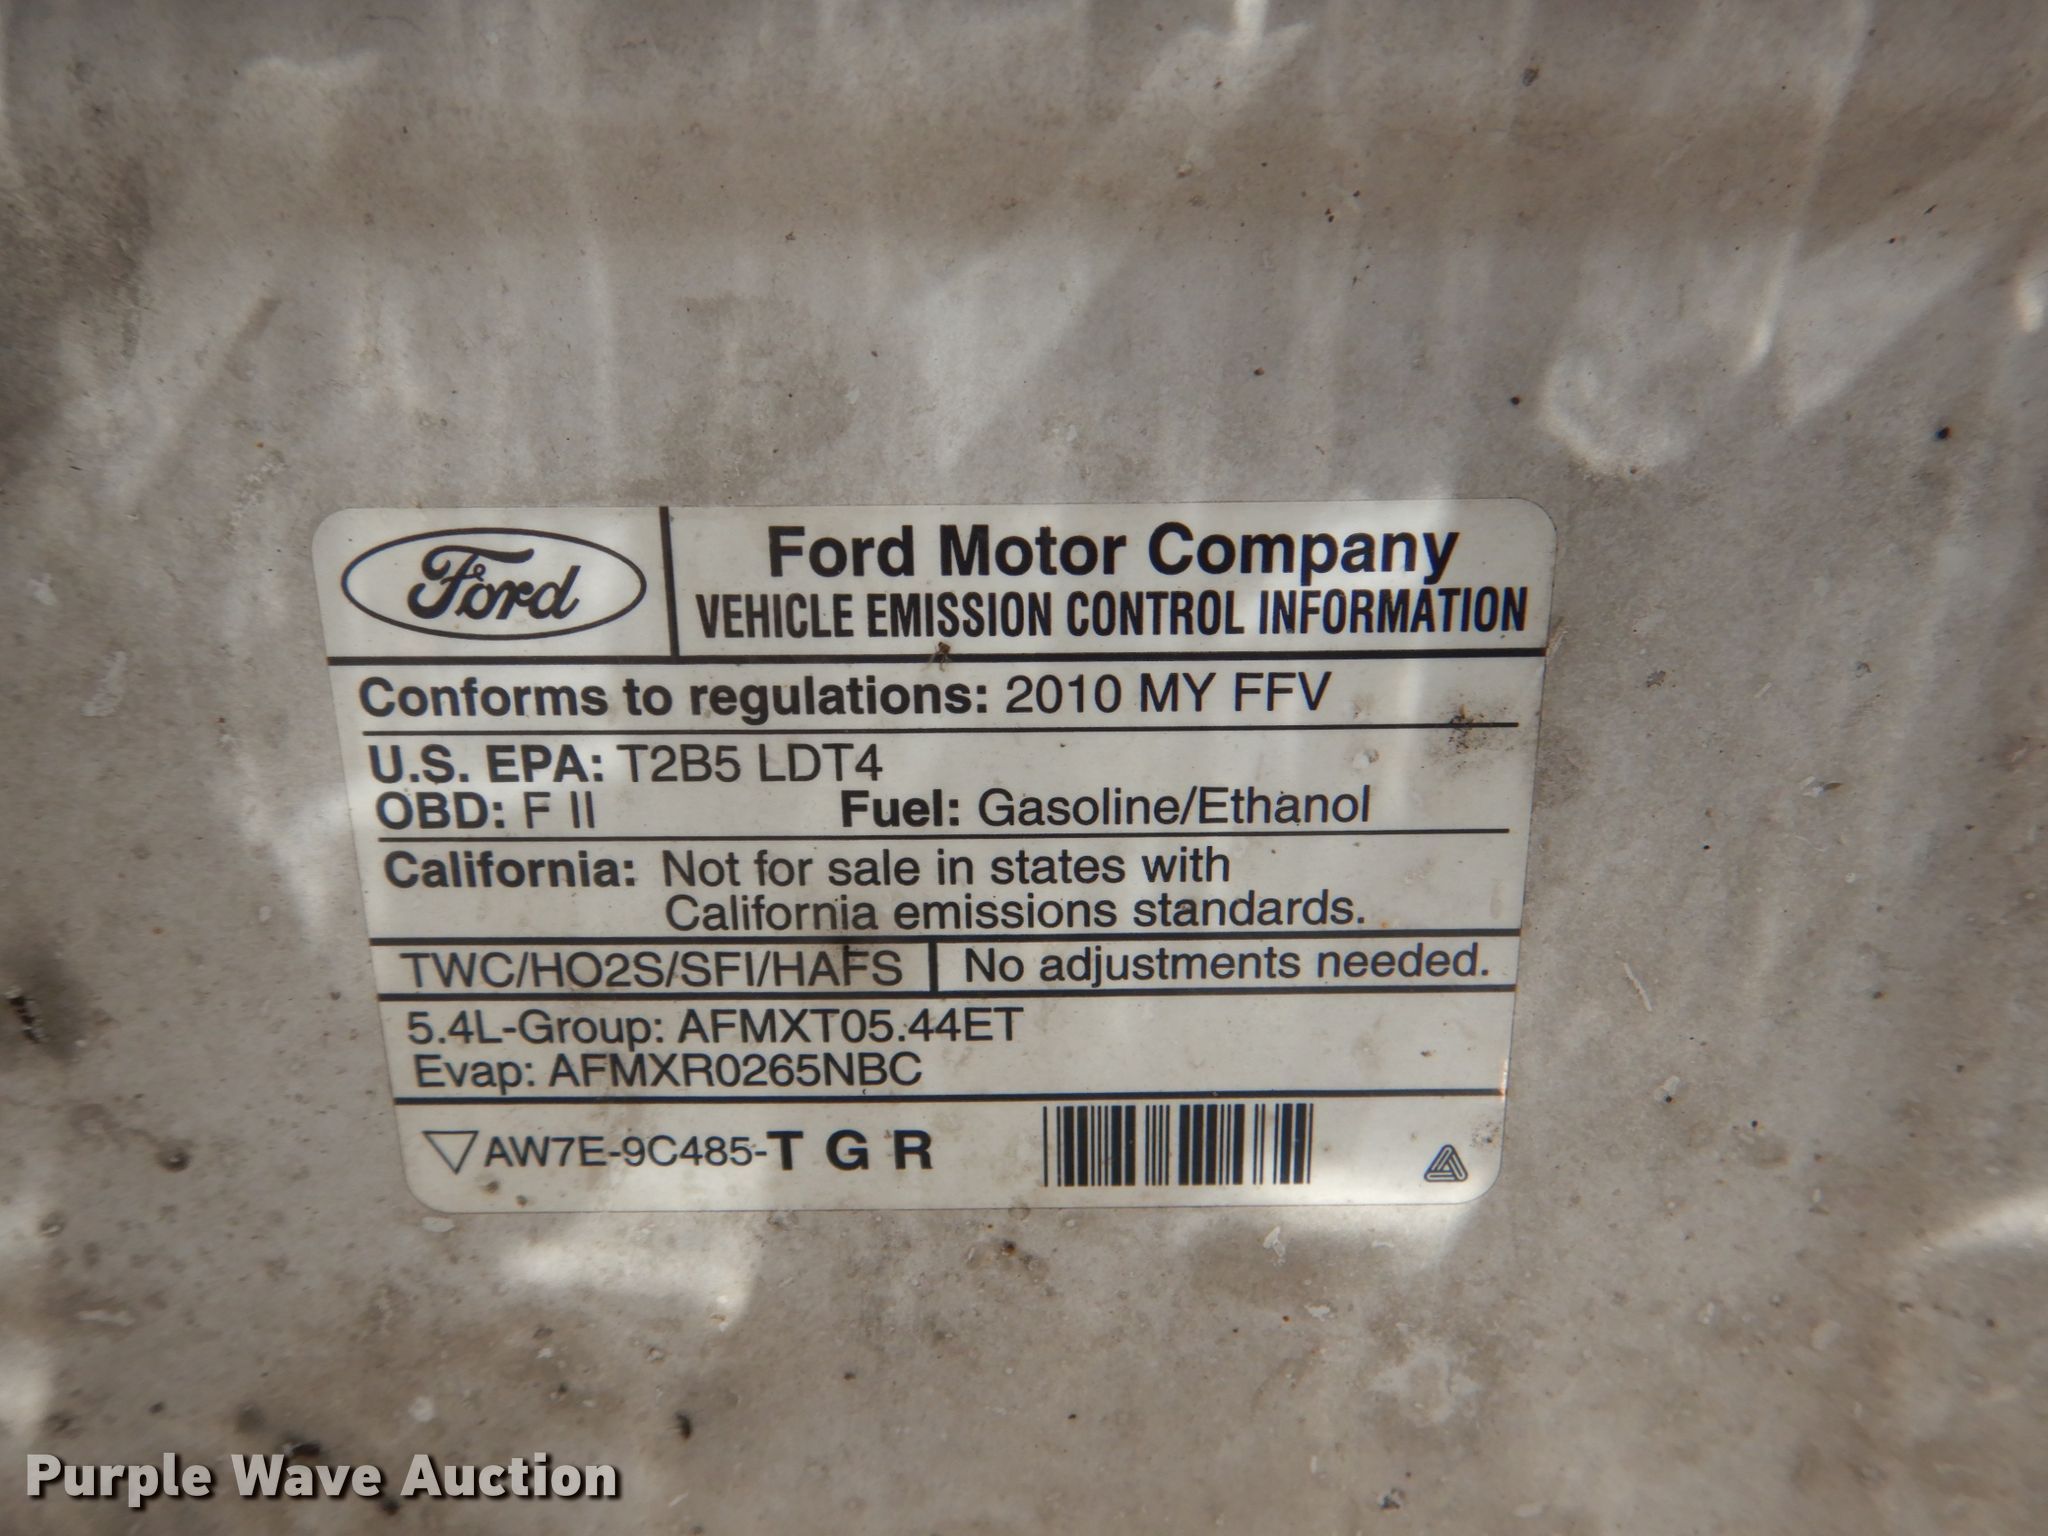 Ford
Ford Motor Company
VEHICLE EMISSION CONTROL INFORMATION
Conforms to regulations: 2010 MY FFV
U.S. EPA: T2B5 LDT4
OBD: F II Fuel: Gasoline/Ethanol
California: Not for sale in states with
California emissions standards.
TWC/HO2S/SFI/HAFS No adjustments needed.
5.4L-Group: AFMXT05.44ET
Evap: AFMXR0265NBC
AW7E-9C485-T G R
Purple Wave Auction